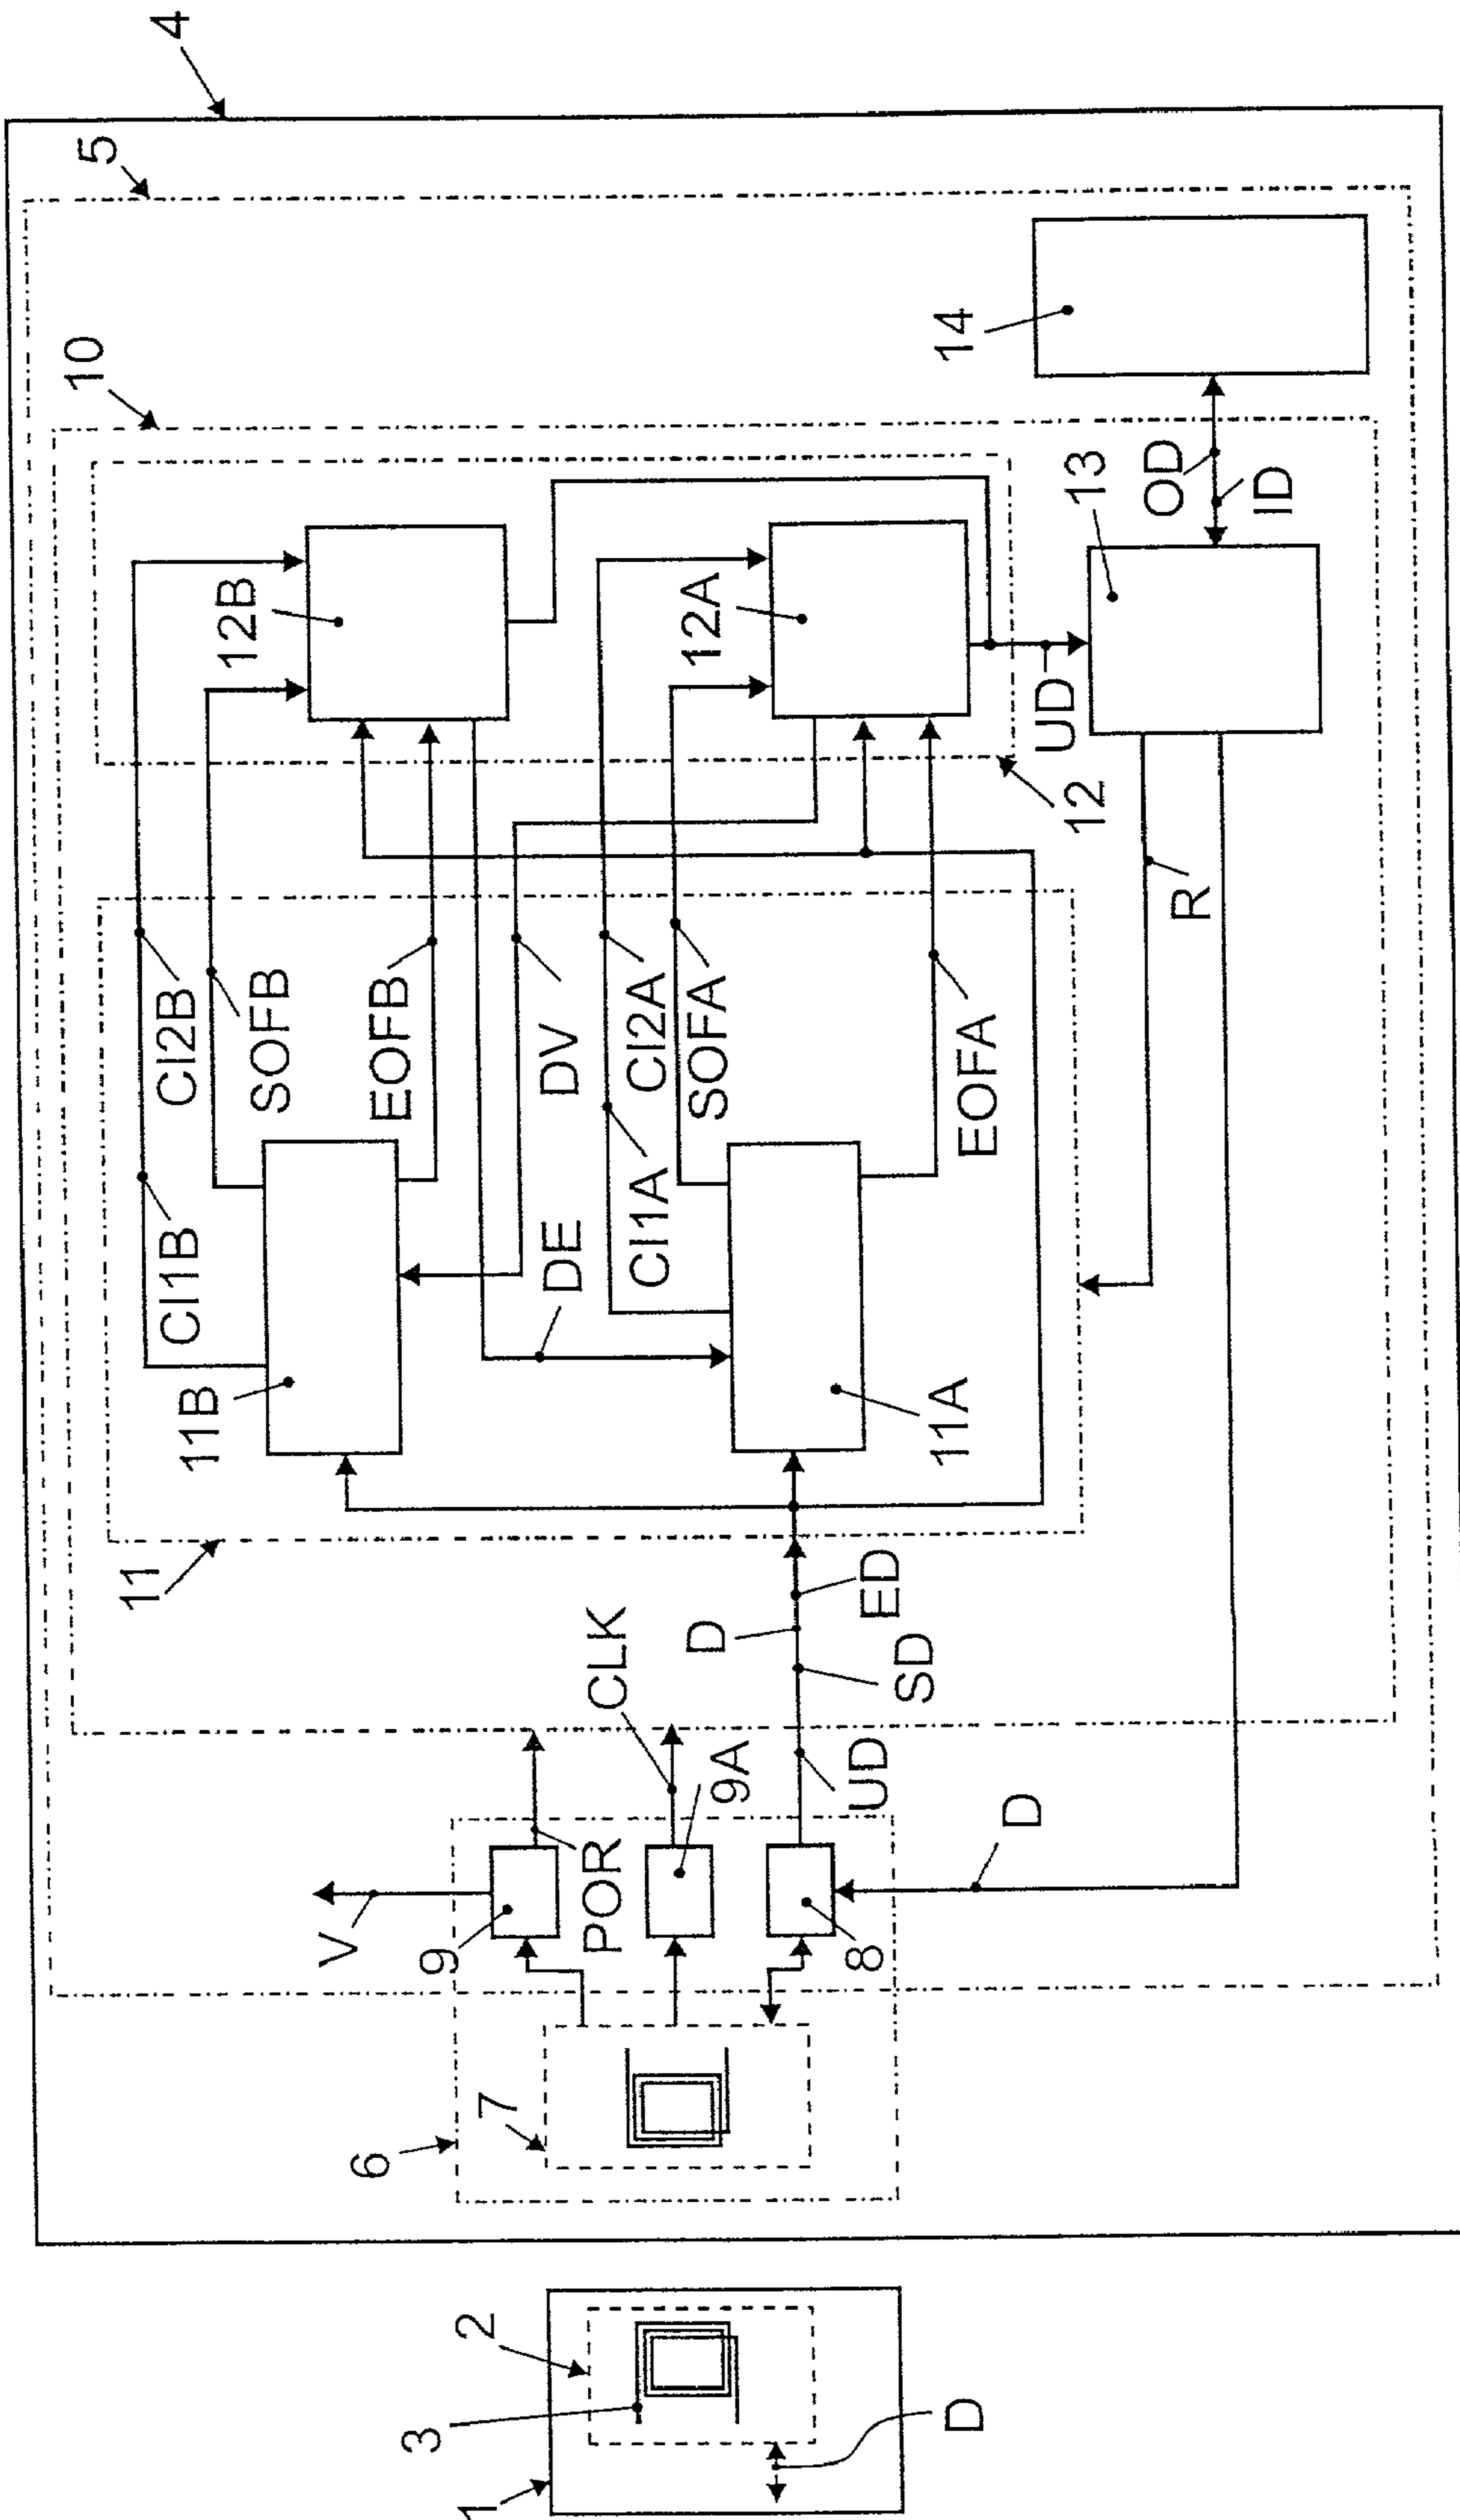 4
5
10
14
12B
12A
13
OD
ID
UD
12
R
CI2B
SOFB
EOFB
DV
CI2A
SOFA
EOFA
CI1B
DE
CI1A
11B
11A
11
ED
D
SD
CLK
UD
9A
POR
D
V
9
8
7
6
2
3
1
D